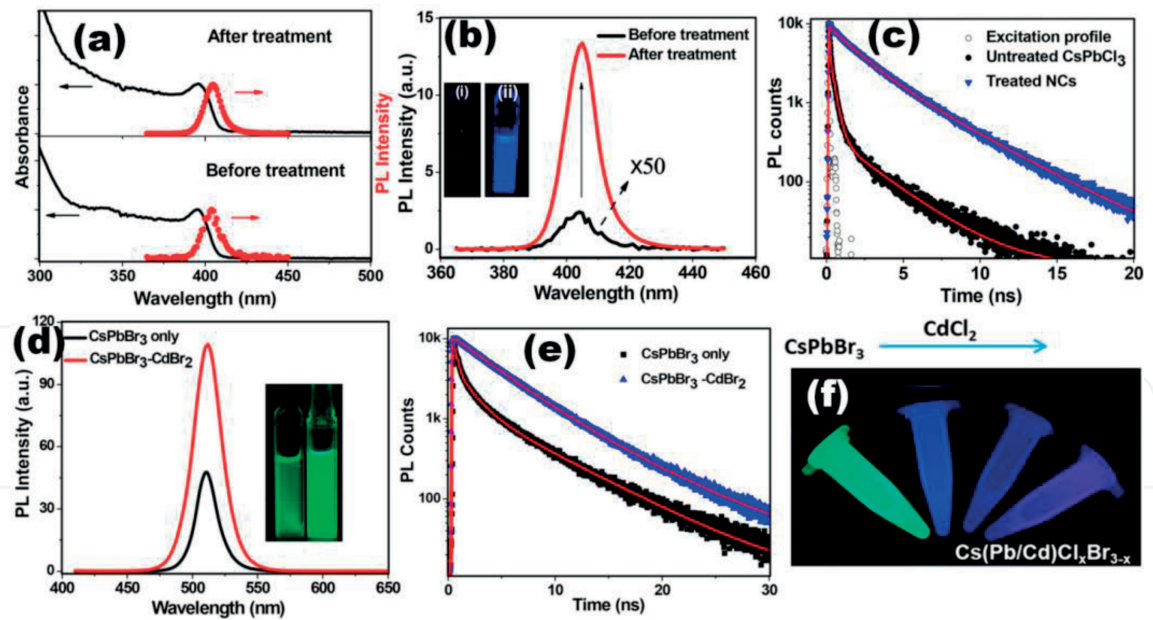 (a)
After treatment
Before treatment
Absorbance
PL Intensity
300 350 400 450 500
Wavelength (nm)
(b)
Before treatment
After treatment
(i)
(ii)
X50
PL Intensity (a.u.)
15
10
5
0
360 380 400 420 440 460
Wavelength (nm)
(c)
Excitation profile
Untreated CsPbCl3
Treated NCs
PL counts
10k
1k
100
0 5 10 15 20
Time (ns)
(d)
CsPbBr3 only
CsPbBr3-CdBr2
PL Intensity (a.u.)
120
90
60
30
0
400 450 500 550 600 650
Wavelength (nm)
(e)
CsPbBr3 only
CsPbBr3 -CdBr2
PL Counts
10k
1k
100
0 10 20 30
Time (ns)
CsPbBr3
CdCl2
(f)
Cs(Pb/Cd)ClxBr3-x